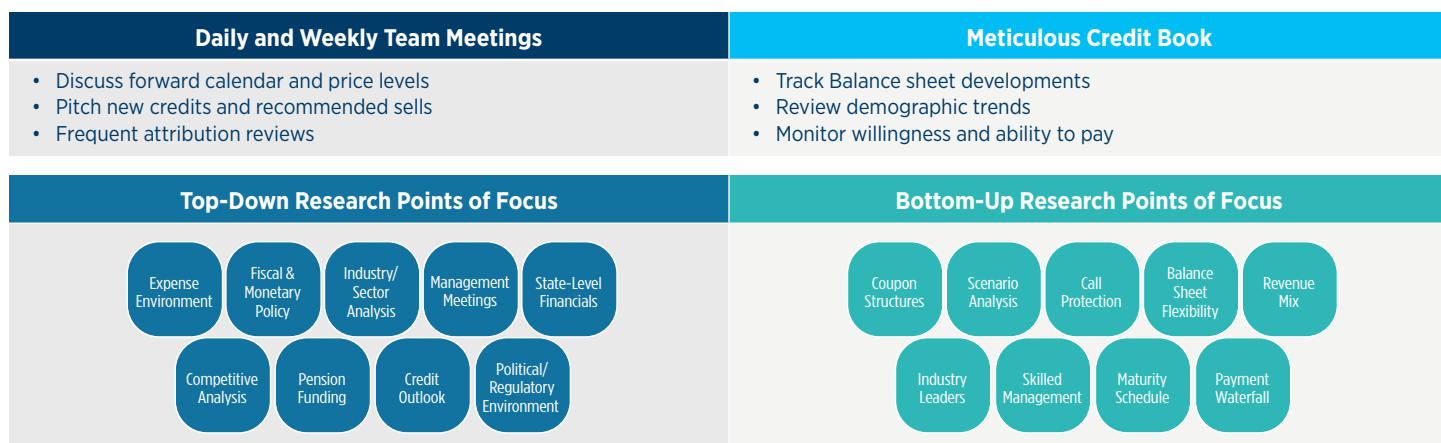 Daily and Weekly Team Meetings
• Discuss forward calendar and price levels
• Pitch new credits and recommended sells
• Frequent attribution reviews
Meticulous Credit Book
• Track Balance sheet developments
• Review demographic trends
• Monitor willingness and ability to pay
Top-Down Research Points of Focus
Expense
Environment
Fiscal &
Monetary
Policy
Industry/
Sector
Analysis
Management
Meetings
State-Level
Financials
Competitive
Analysis
Pension
Funding
Credit
Outlook
Political/
Regulatory
Environment
Bottom-Up Research Points of Focus
Coupon
Structures
Scenario
Analysis
Call
Protection
Balance
Sheet
Flexibility
Revenue
Mix
Industry
Leaders
Skilled
Management
Maturity
Schedule
Payment
Waterfall